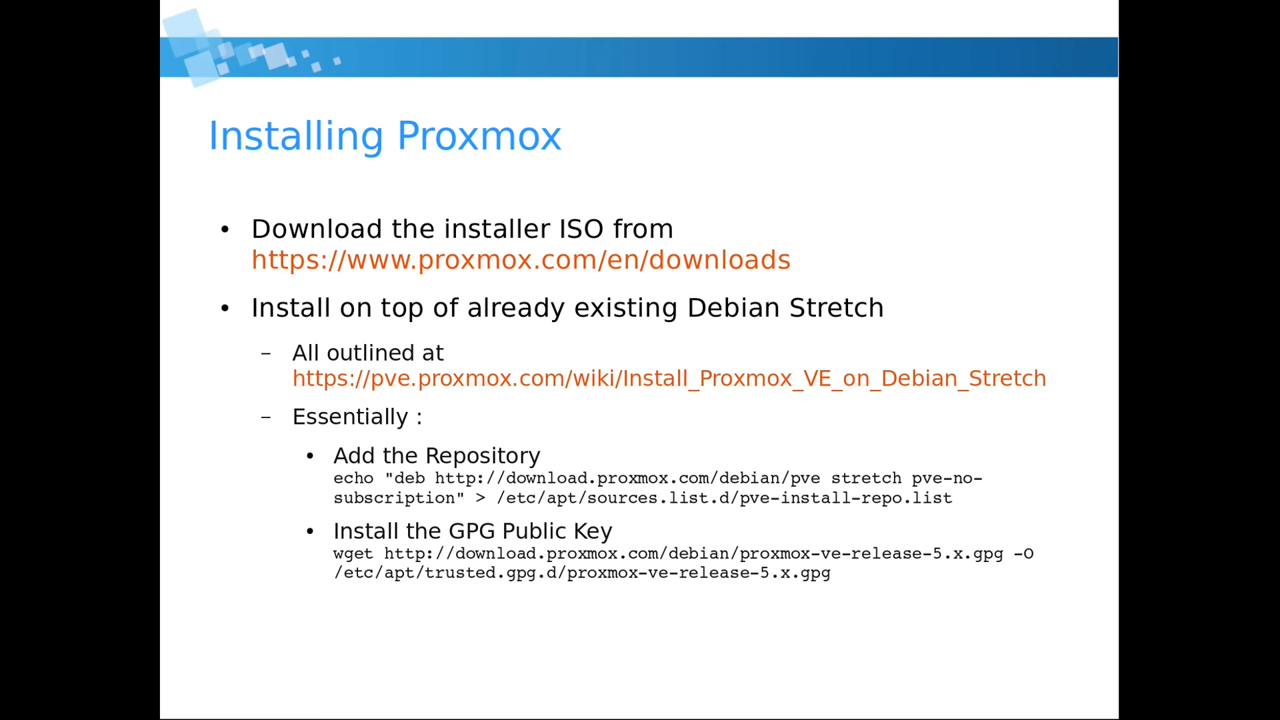 Installing Proxmox
• Download the installer ISO from
https://www.proxmox.com/en/downloads
• Install on top of already existing Debian Stretch
– All outlined at
https://pve.proxmox.com/wiki/Install_Proxmox_VE_on_Debian_Stretch
– Essentially :
• Add the Repository
echo "deb http://download.proxmox.com/debian/pve stretch pve-no-
subscription" > /etc/apt/sources.list.d/pve-install-repo.list
• Install the GPG Public Key
wget http://download.proxmox.com/debian/proxmox-ve-release-5.x.gpg -O
/etc/apt/trusted.gpg.d/proxmox-ve-release-5.x.gpg